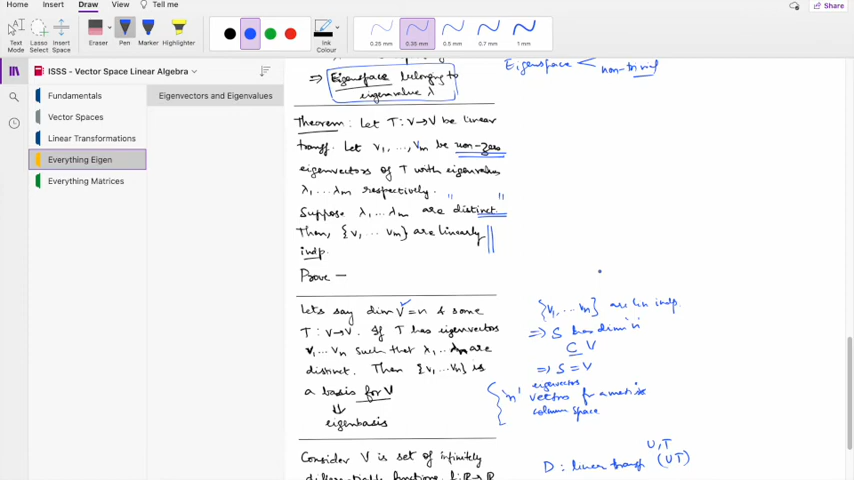 Home Insert Draw View Tell me
Share
Text Mode
Lasso Select
Insert Space
Eraser
Pen
Marker
Highlighter
Ink Colour
0.25 mm
0.35 mm
0.5 mm
0.7 mm
1 mm
ISSS - Vector Space Linear Algebra
Fundamentals
Vector Spaces
Linear Transformations
Everything Eigen
Everything Matrices
Eigenvectors and Eigenvalues
⇒ Eigenspace belonging to
eigenvalue λ
Eigenspace <
non-trivial
Theorem : Let T : V→V be linear
transf. Let v1, ..., vm be non-zero
eigenvectors of T with eigenvalues
λ1, ... λm respectively.
Suppose λ1, ... λm are "distinct."
Then, {v1, ... vm} are linearly
indp.
Prove —
Lets say dim V = n & some
T: V→V. If T has eigenvectors
v1 ... vn such that λ1 ... λn are
distinct. Then {v1 ... vn} is
a basis for V
⇓
eigenbasis
{v1, ... vn} are lin indp.
⇒ S has dim 'n'
⊆ V
⇒ S = V
eigenvectors
'n' vectors for a matrix
column space
Consider V is set of infinitely
differentiable functions
U, T
D : linear transf (UT)